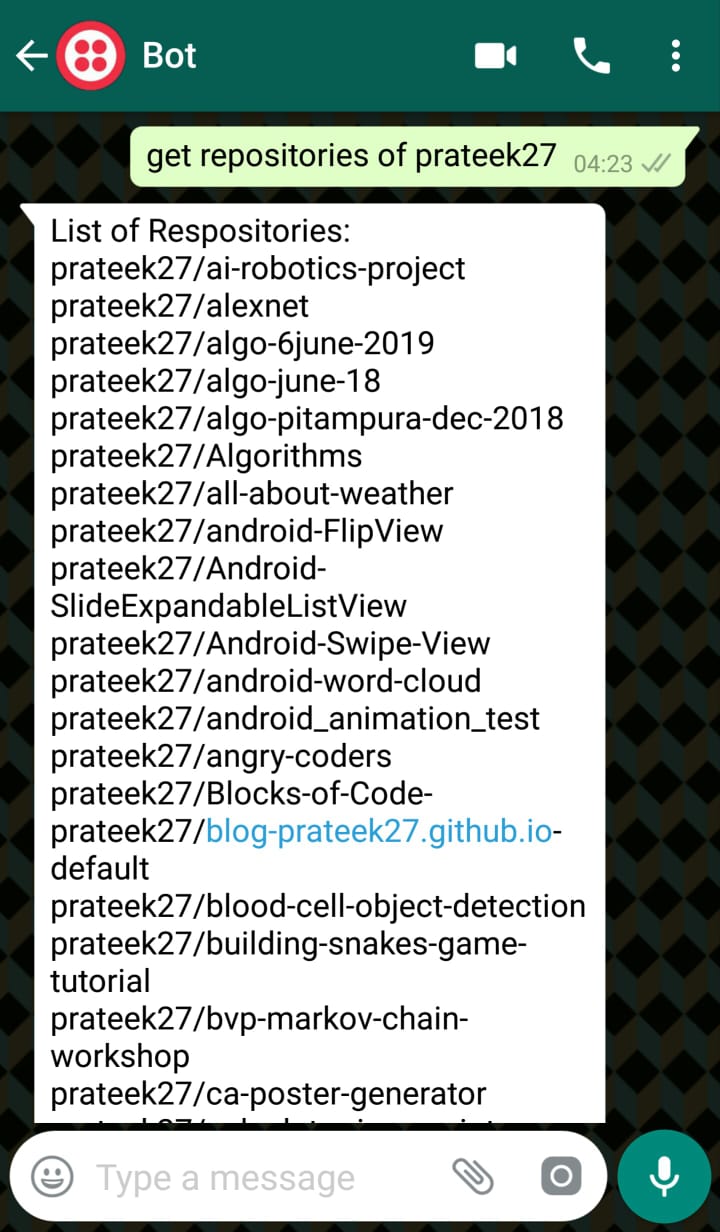 Bot
get repositories of prateek27 04:23
List of Respositories:
prateek27/ai-robotics-project
prateek27/alexnet
prateek27/algo-6june-2019
prateek27/algo-june-18
prateek27/algo-pitampura-dec-2018
prateek27/Algorithms
prateek27/all-about-weather
prateek27/android-FlipView
prateek27/Android-
SlideExpandableListView
prateek27/Android-Swipe-View
prateek27/android-word-cloud
prateek27/android_animation_test
prateek27/angry-coders
prateek27/Blocks-of-Code-
prateek27/blog-prateek27.github.io-
default
prateek27/blood-cell-object-detection
prateek27/building-snakes-game-
tutorial
prateek27/bvp-markov-chain-
workshop
prateek27/ca-poster-generator
Type a message